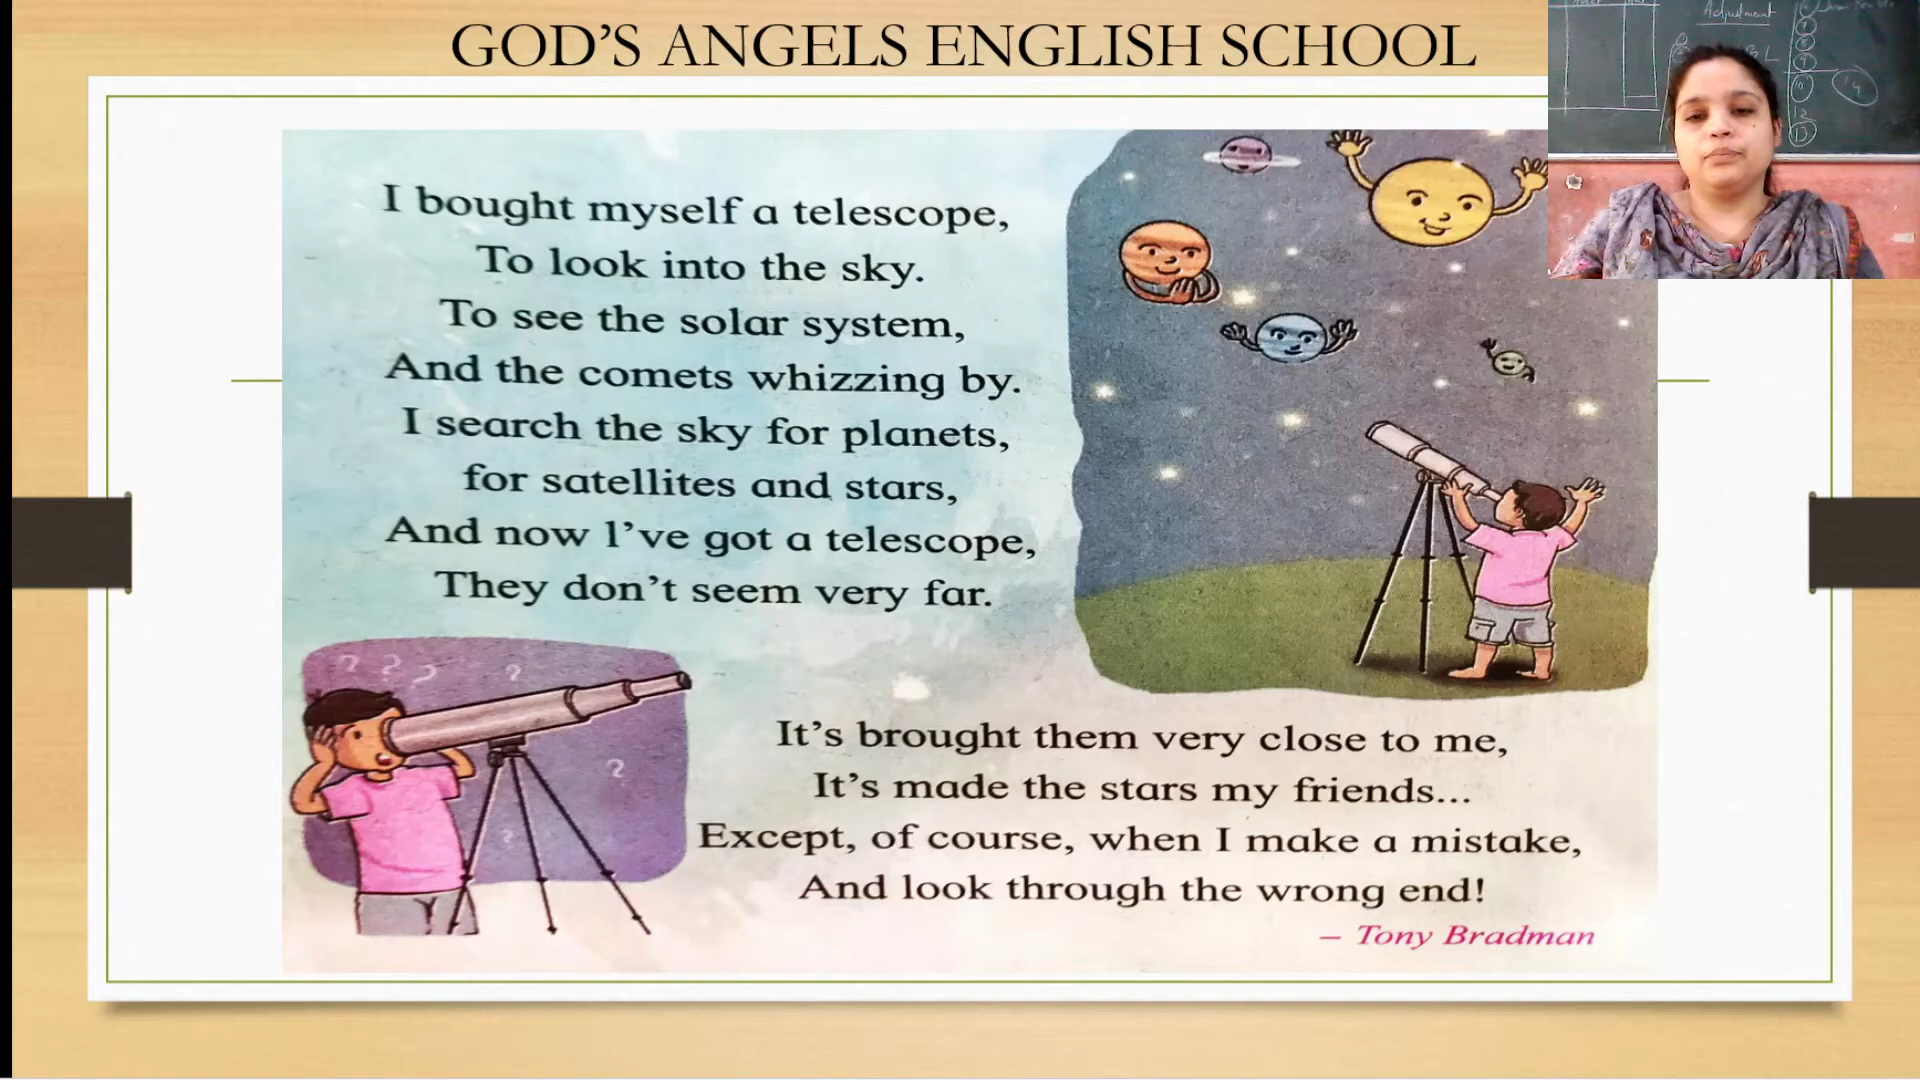 GOD'S ANGELS ENGLISH SCHOOL
Adjustment
I bought myself a telescope,
To look into the sky.
To see the solar system,
And the comets whizzing by.
I search the sky for planets,
for satellites and stars,
And now l've got a telescope,
They don't seem very far.
It's brought them very close to me,
It's made the stars my friends...
Except, of course, when I make a mistake,
And look through the wrong end!
– Tony Bradman